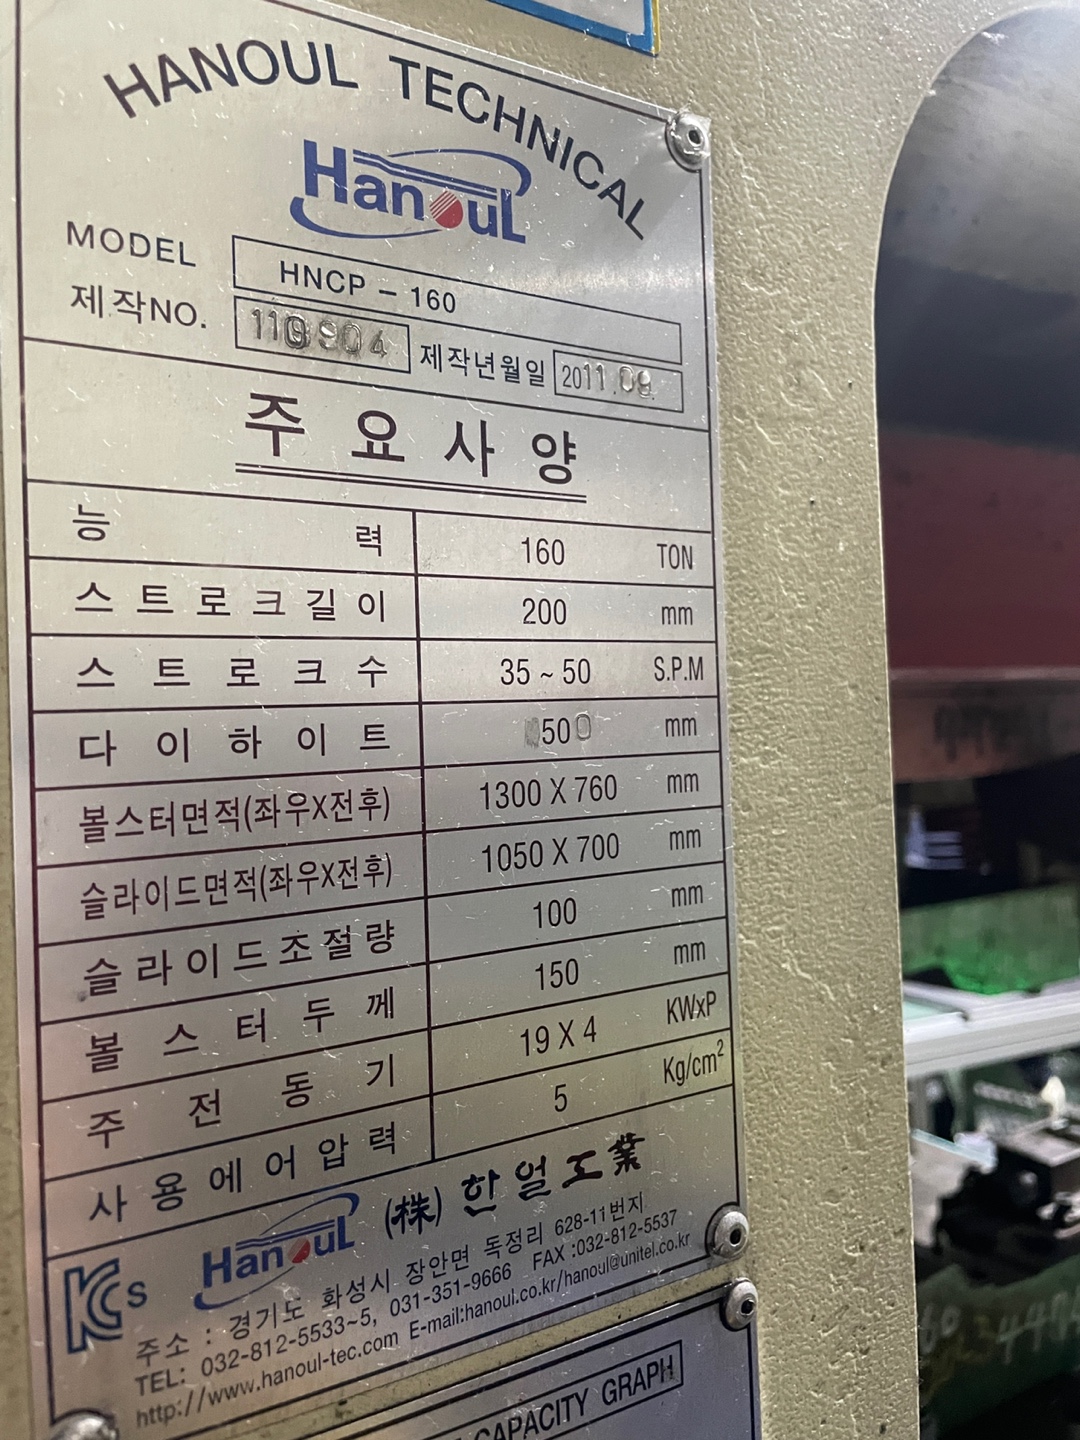 HANOUL TECHNICAL
HanouL
MODEL HNCP - 160
제작NO. 제작년월일 2011.09.
주요사양
능력 160 TON
스트로크길이 200 mm
스트로크수 35 ~ 50 S.P.M
다이하이트 mm
볼스터면적(좌우X전후) 1300 X 760 mm
슬라이드면적(좌우X전후) 1050 X 700 mm
슬라이드조절량 100 mm
볼스터두께 150 mm
주전동기 19 X 4 KWxP
사용에어압력 5 Kg/cm²
HanouL (株) 한얼工業
KCs
주소 : 경기도 화성시 장안면 독정리 628-11번지
TEL: 032-812-5533~5, 031-351-9666 FAX :032-812-5537
http://www.hanoul-tec.com E-mail:hanoul.co.kr/hanoul@unitel.co.kr
CAPACITY GRAPH